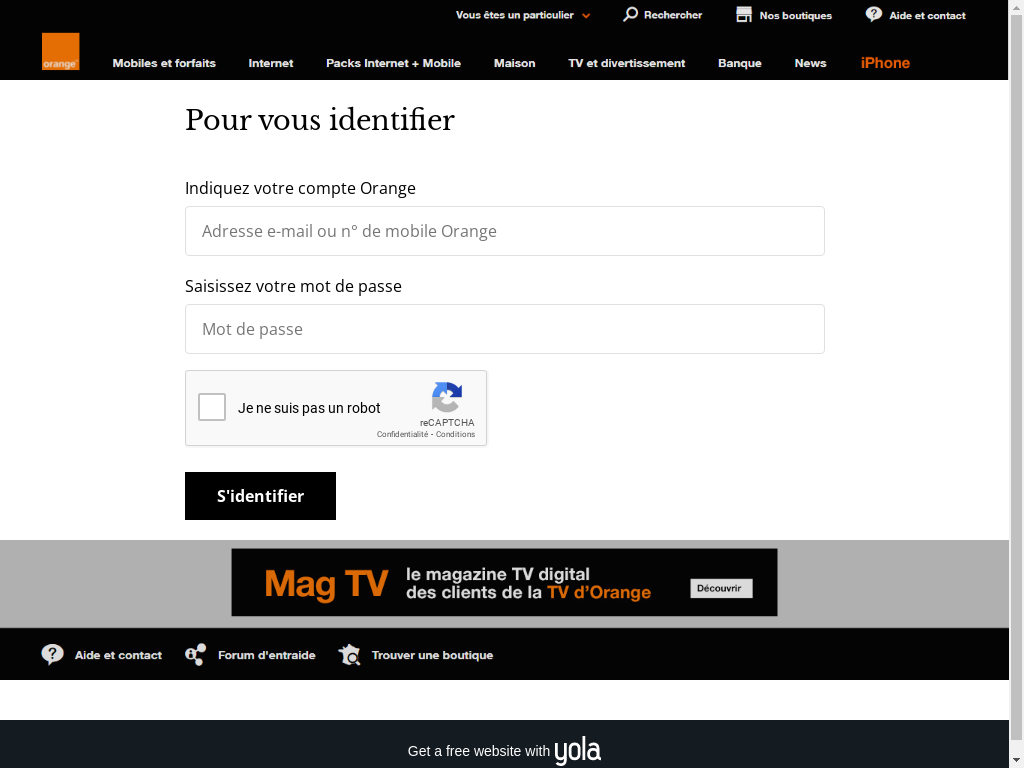 Vous êtes un particulier
Rechercher
Nos boutiques
Aide et contact
orange
Mobiles et forfaits
Internet
Packs Internet + Mobile
Maison
TV et divertissement
Banque
News
iPhone
Pour vous identifier
Indiquez votre compte Orange
Adresse e-mail ou n° de mobile Orange
Saisissez votre mot de passe
Mot de passe
Je ne suis pas un robot
reCAPTCHA
Confidentialité - Conditions
S'identifier
Mag TV
le magazine TV digital
des clients de la TV d'Orange
Découvrir
Aide et contact
Forum d'entraide
Trouver une boutique
Get a free website with yola